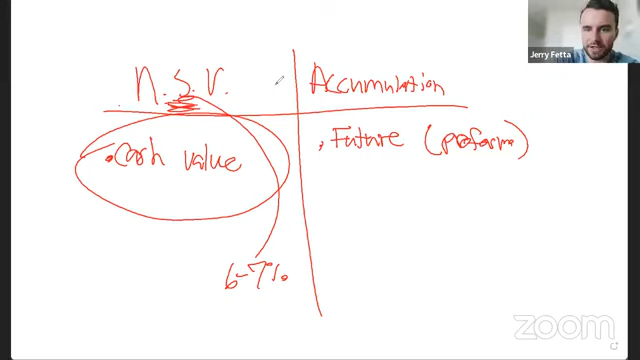 Jerry Fetta
N.S.V.
Accumulation
. Cash value
. Future (proforma)
6-7%
zoom